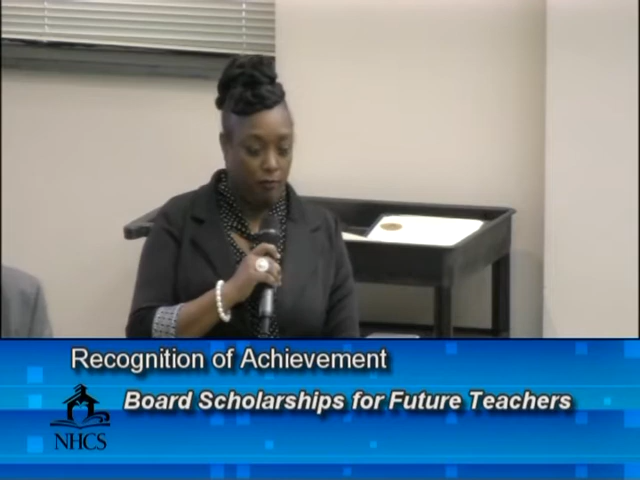 Recognition of Achievement
Board Scholarships for Future Teachers
NHCS